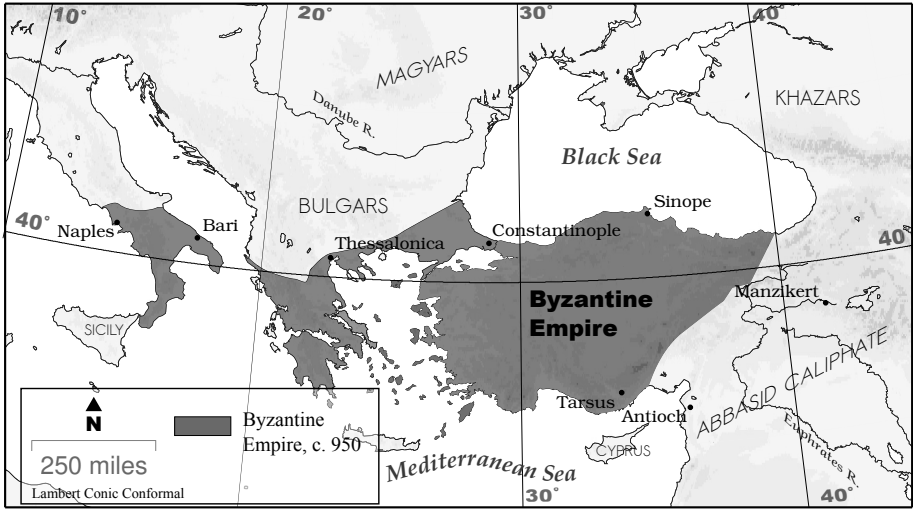 10°
20°
30°
40°
MAGYARS
KHAZARS
Danube R.
Black Sea
BULGARS
Sinope
40°
Naples
Bari
Constantinople
40°
Thessalonica
Byzantine
Empire
Manzikert
SICILY
ABBASID CALIPHATE
Tarsus
Antioch
N
Byzantine
Empire, c. 950
Euphrates R.
CYPRUS
250 miles
Mediterranean Sea
Lambert Conic Conformal
30°
40°